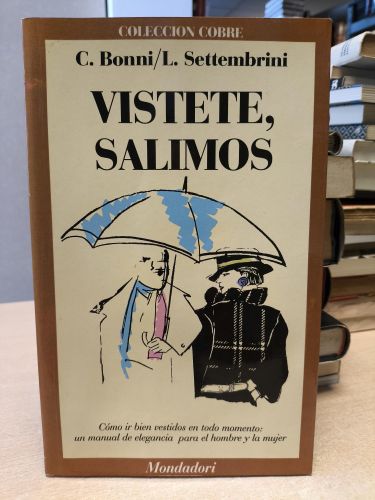 COLECCION COBRE
C. Bonni/L. Settembrini
VISTETE,
SALIMOS
Cómo ir bien vestidos en todo momento:
un manual de elegancia para el hombre y la mujer
Mondadori